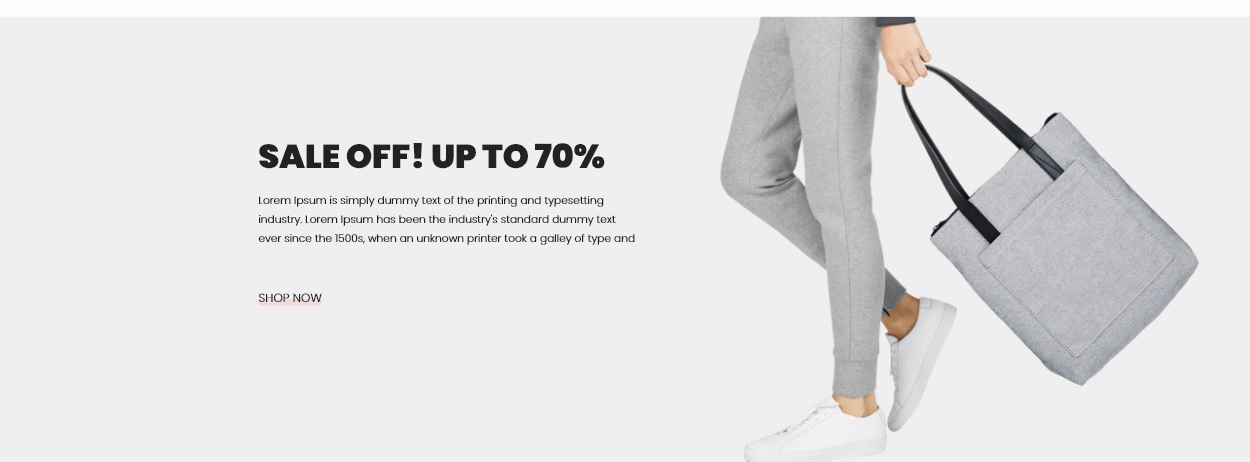 SALE OFF! UP TO 70%
Lorem Ipsum is simply dummy text of the printing and typesetting
industry. Lorem Ipsum has been the industry's standard dummy text
ever since the 1500s, when an unknown printer took a galley of type and
SHOP NOW